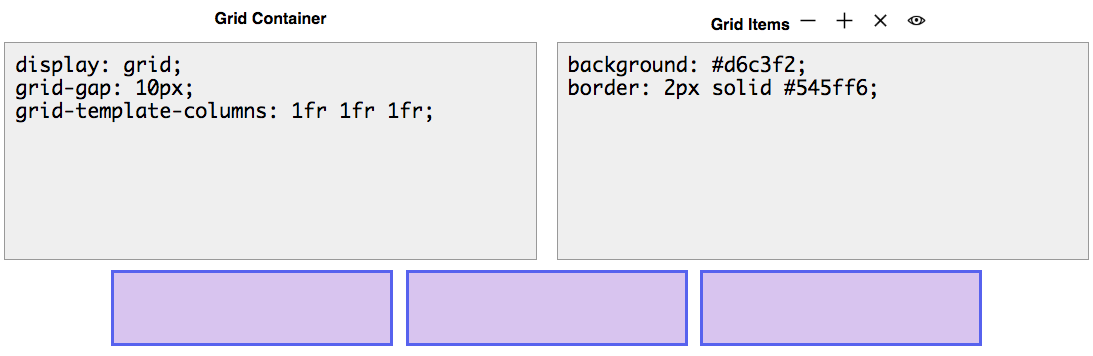 Grid Container
Grid Items
display: grid;
grid-gap: 10px;
grid-template-columns: 1fr 1fr 1fr;
background: #d6c3f2;
border: 2px solid #545ff6;